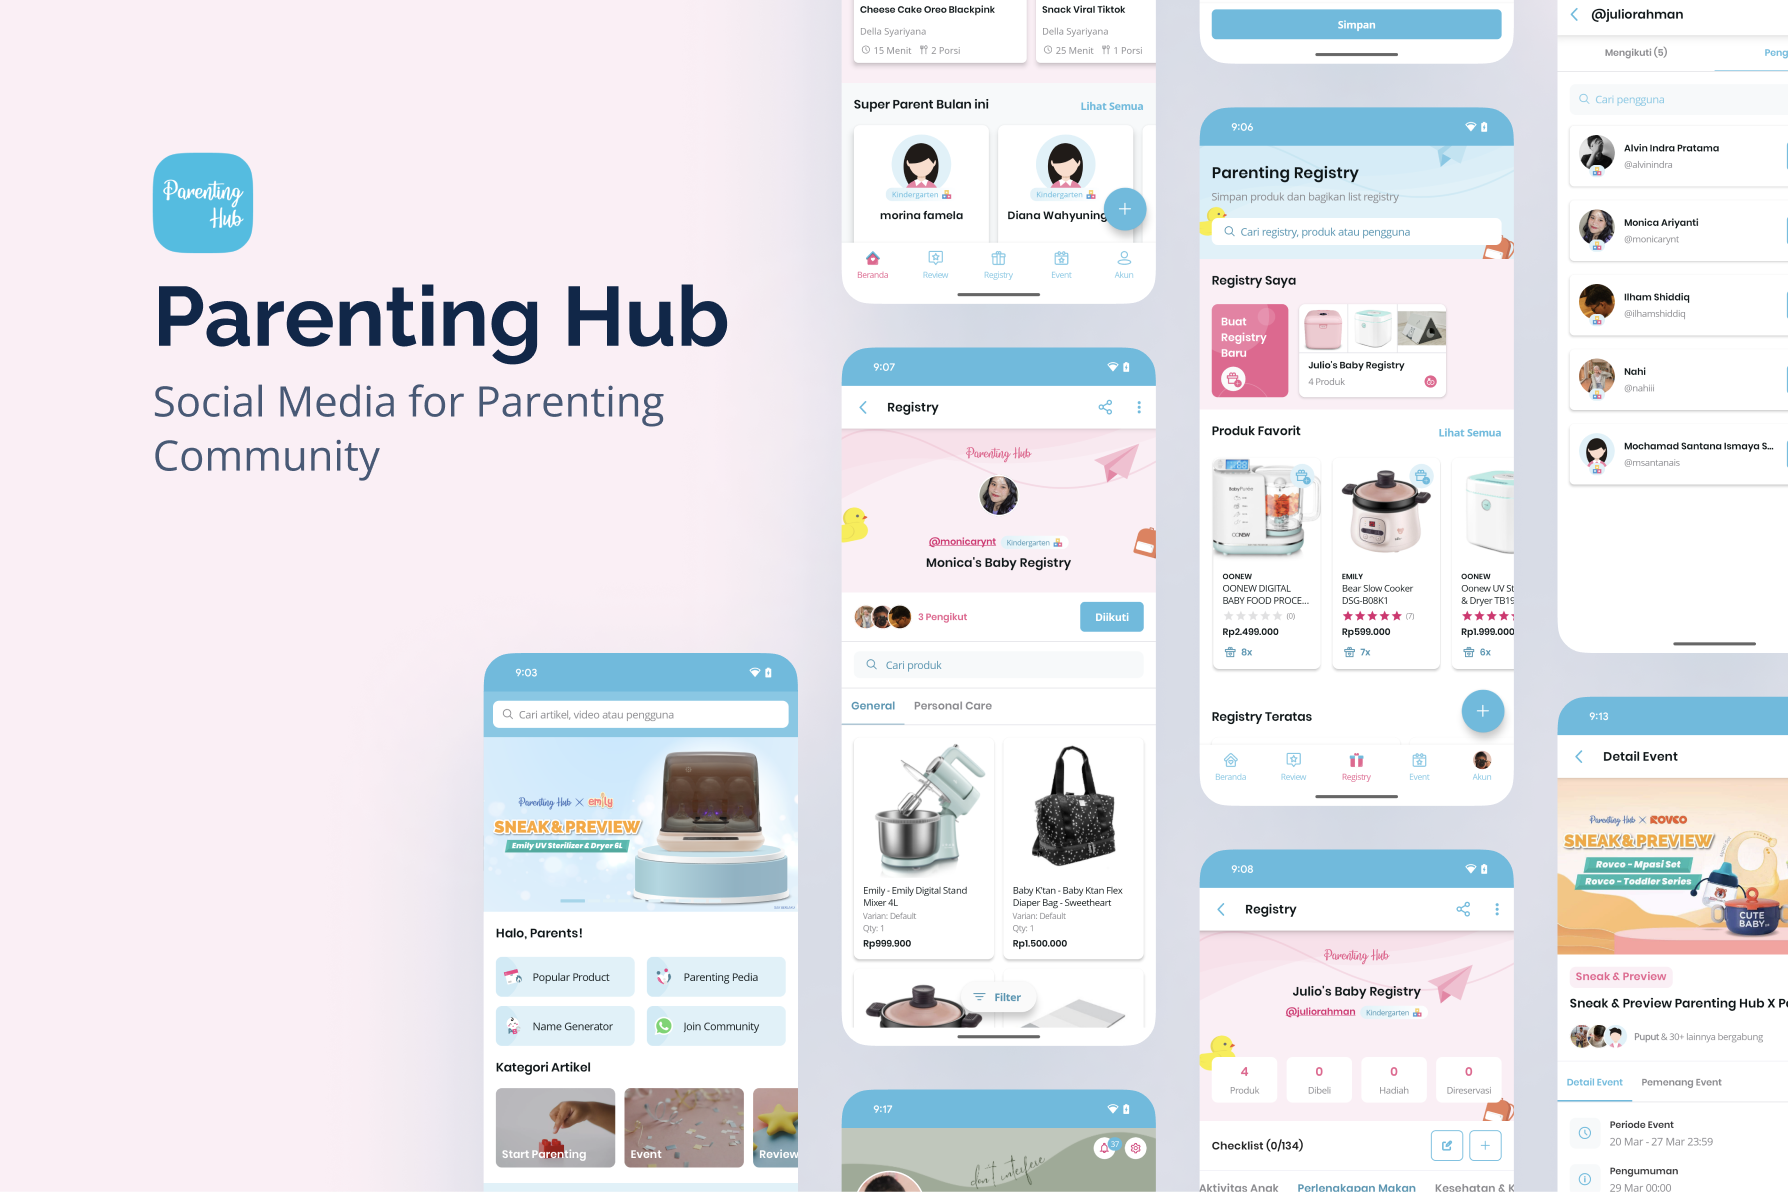 Parenting
Hub
Parenting Hub
Social Media for Parenting
Community
9:03
Cari artikel, video atau pengguna
Parenting Hub X emily
SNEAK & PREVIEW
Emily UV Sterilizer & Dryer 6L
Halo, Parents!
Popular Product
Parenting Pedia
Name Generator
Join Community
Kategori Artikel
Start Parenting
Event
Review
Cheese Cake Oreo Blackpink
Della Syariyana
15 Menit
2 Porsi
Snack Viral Tiktok
Della Syariyana
25 Menit
1 Porsi
Super Parent Bulan ini
Lihat Semua
Kindergarten
morina famela
Kindergarten
Diana Wahyuning
Beranda
Review
Registry
Event
Akun
9:07
Registry
Parenting Hub
@monicarynt
Kindergarten
Monica's Baby Registry
3 Pengikut
Diikuti
Cari produk
General
Personal Care
Emily - Emily Digital Stand
Mixer 4L
Varian: Default
Qty: 1
Rp999.900
Baby K'tan - Baby Ktan Flex
Diaper Bag - Sweetheart
Varian: Default
Qty: 1
Rp1.500.000
Filter
9:17
37
don't interfere
Simpan
9:06
Parenting Registry
Simpan produk dan bagikan list registry
Cari registry, produk atau pengguna
Registry Saya
Buat
Registry
Baru
Julio's Baby Registry
4 Produk
Produk Favorit
Lihat Semua
OONEW
OONEW DIGITAL
BABY FOOD PROCE...
(0)
Rp2.499.000
8x
EMILY
Bear Slow Cooker
DSG-B08K1
(7)
Rp599.000
7x
OONEW
Oonew UV St
& Dryer TB19
Rp1.999.000
6x
Registry Teratas
Beranda
Review
Registry
Event
Akun
9:08
Registry
Parenting Hub
Julio's Baby Registry
@juliorahman
Kindergarten
4
Produk
0
Dibeli
0
Hadiah
0
Direservasi
Checklist (0/134)
Aktivitas Anak
Perlengkapan Makan
Kesehatan & K
@juliorahman
Mengikuti (5)
Peng
Cari pengguna
Alvin Indra Pratama
@alvinindra
Monica Ariyanti
@monicarynt
Ilham Shiddiq
@ilhamshiddiq
Nahi
@nahiii
Mochamad Santana Ismaya S...
@msantanais
9:13
Detail Event
Parenting Hub X ROVCO
SNEAK & PREVIEW
Rovco - Mpasi Set
Rovco - Toddler Series
CUTE
BABY
Sneak & Preview
Sneak & Preview Parenting Hub X
Puput & 30+ lainnya bergabung
Detail Event
Pemenang Event
Periode Event
20 Mar - 27 Mar 23:59
Pengumuman
29 Mar 00:00